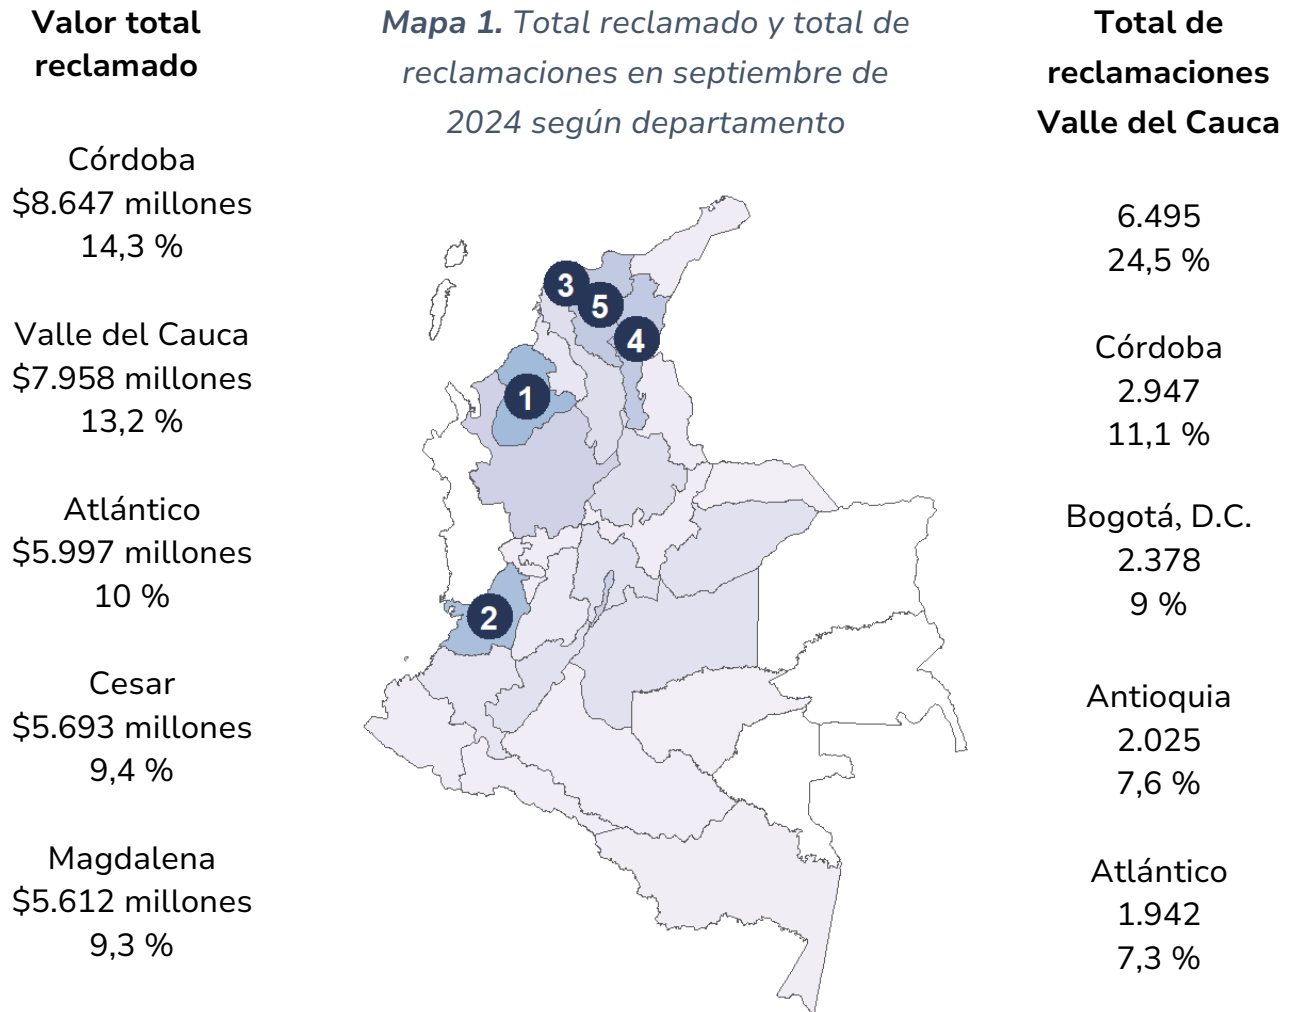 Valor total
reclamado
Córdoba
$8.647 millones
14,3 %
Valle del Cauca
$7.958 millones
13,2 %
Atlántico
$5.997 millones
10 %
Cesar
$5.693 millones
9,4 %
Magdalena
$5.612 millones
9,3 %
Mapa 1. Total reclamado y total de
reclamaciones en septiembre de
2024 según departamento
3
5
4
1
2
Total de
reclamaciones
Valle del Cauca
6.495
24,5 %
Córdoba
2.947
11,1 %
Bogotá, D.C.
2.378
9 %
Antioquia
2.025
7,6 %
Atlántico
1.942
7,3 %